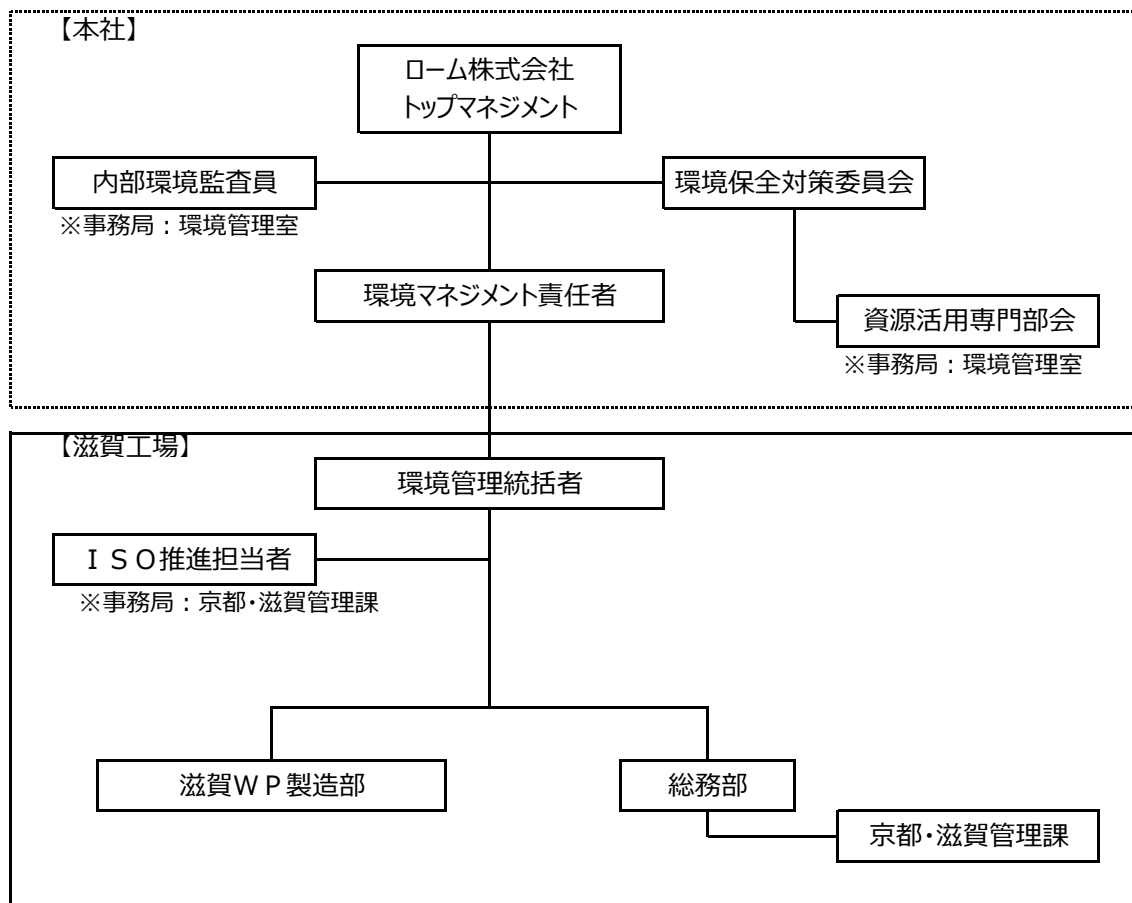 【本社】
ローム株式会社
トップマネジメント
内部環境監査員
環境保全対策委員会
※事務局：環境管理室
環境マネジメント責任者
資源活用専門部会
※事務局：環境管理室
【滋賀工場】
環境管理統括者
ＩＳＯ推進担当者
※事務局：京都・滋賀管理課
滋賀ＷＰ製造部
総務部
京都・滋賀管理課